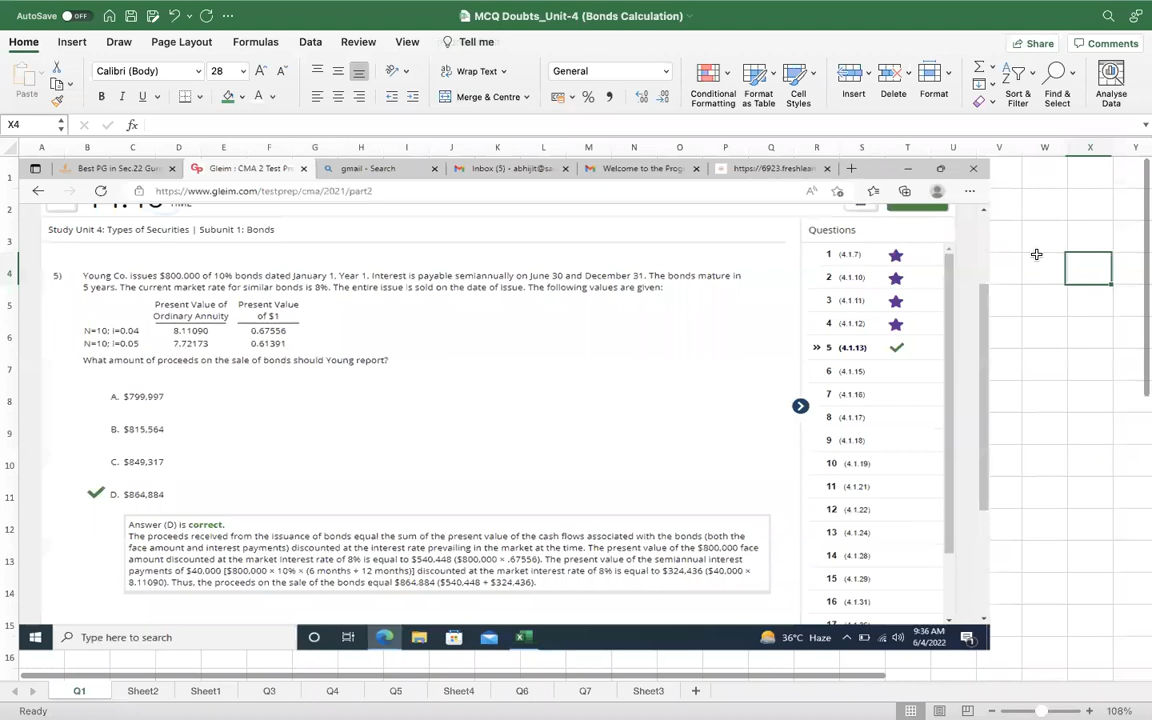 AutoSave OFF MCQ Doubts_Unit-4 (Bonds Calculation)
Home Insert Draw Page Layout Formulas Data Review View Tell me Share Comments
Paste Calibri (Body) 28 Wrap Text General
B I U Merge & Centre Conditional Formatting Format as Table Cell Styles Insert Delete Format Sort & Filter Find & Select Analyse Data
X4 fx
A B C D E F G H I J K L M N O P Q R S T U V W X Y
1
2
3
4
5
6
7
8
9
10
11
12
13
14
15
16
Best PG in Sec.22 Gur Gleim : CMA 2 Test Pre gmail - Search Inbox (5) - abhijit@sa Welcome to the Prog https://6923.freshlear
https://www.gleim.com/testprep/cma/2021/part2
TIME
Study Unit 4: Types of Securities | Subunit 1: Bonds
5) Young Co. issues $800,000 of 10% bonds dated January 1, Year 1. Interest is payable semiannually on June 30 and December 31. The bonds mature in
5 years. The current market rate for similar bonds is 8%. The entire issue is sold on the date of issue. The following values are given:
Present Value of Present Value
Ordinary Annuity of $1
N=10; I=0.04 8.11090 0.67556
N=10; I=0.05 7.72173 0.61391
What amount of proceeds on the sale of bonds should Young report?
A. $799,997
B. $815,564
C. $849,317
D. $864,884
Answer (D) is correct.
The proceeds received from the issuance of bonds equal the sum of the present value of the cash flows associated with the bonds (both the
face amount and interest payments) discounted at the interest rate prevailing in the market at the time. The present value of the $800,000 face
amount discounted at the market interest rate of 8% is equal to $540,448 ($800,000 × .67556). The present value of the semiannual interest
payments of $40,000 [$800,000 × 10% × (6 months ÷ 12 months)] discounted at the market interest rate of 8% is equal to $324,436 ($40,000 ×
8.11090). Thus, the proceeds on the sale of the bonds equal $864,884 ($540,448 + $324,436).
Questions
1 (4.1.7)
2 (4.1.10)
3 (4.1.11)
4 (4.1.12)
» 5 (4.1.13)
6 (4.1.15)
7 (4.1.16)
8 (4.1.17)
9 (4.1.18)
10 (4.1.19)
11 (4.1.21)
12 (4.1.22)
13 (4.1.24)
14 (4.1.28)
15 (4.1.29)
16 (4.1.31)
Type here to search 36°C Haze 9:36 AM
6/4/2022
Q1 Sheet2 Sheet1 Q3 Q4 Q5 Sheet4 Q6 Q7 Sheet3 +
Ready 108%